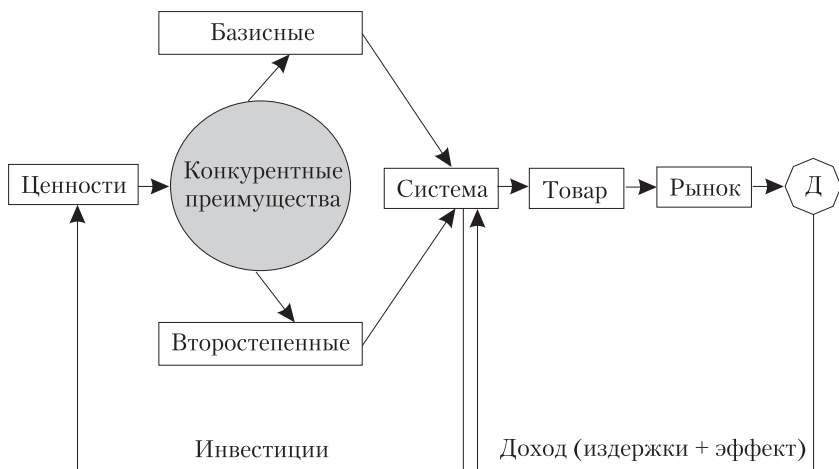 Базисные
Ценности
Конкурентные
преимущества
Система
Товар
Рынок
Д
Второстепенные
Инвестиции
Доход (издержки + эффект)